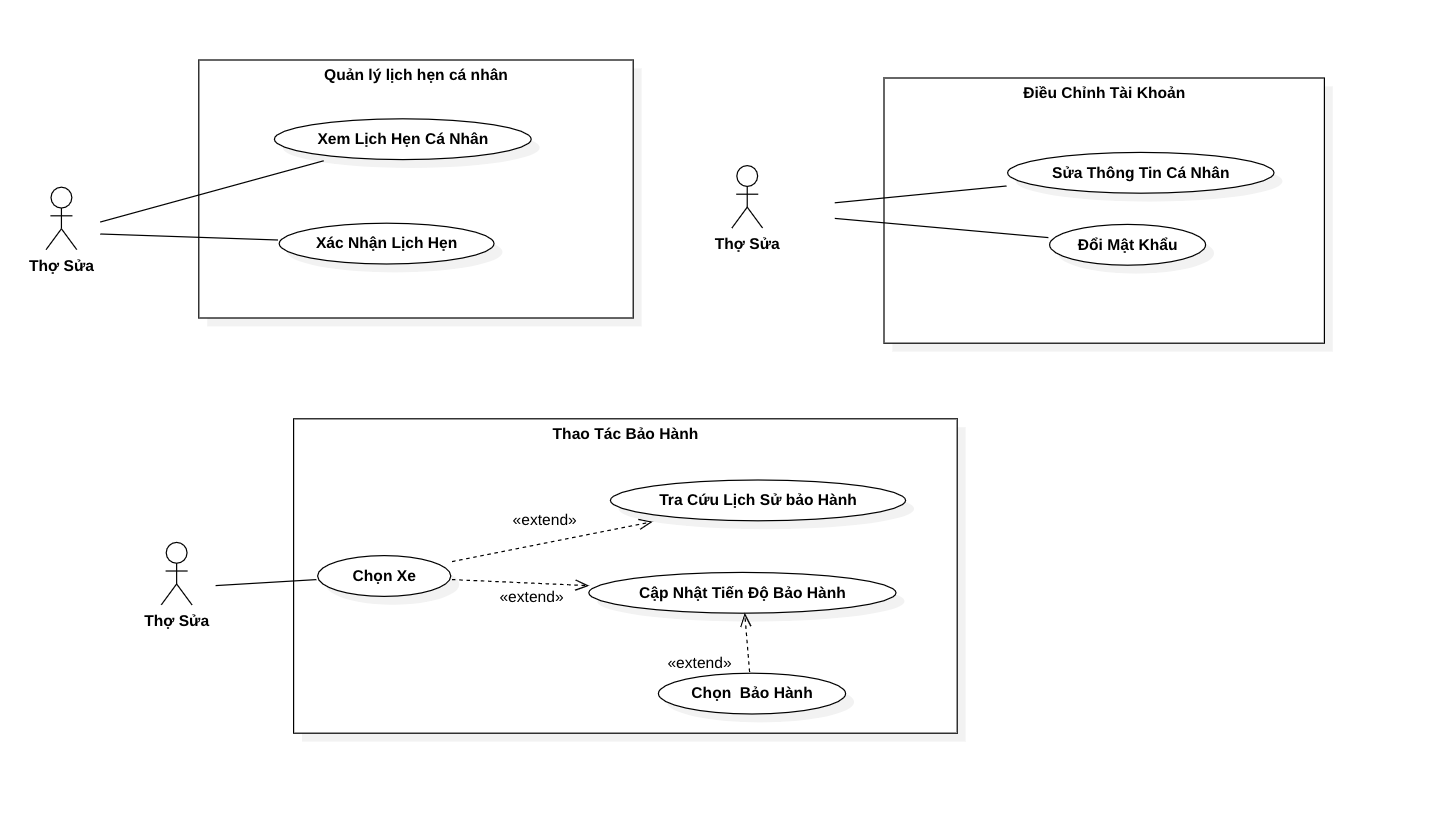 Quản lý lịch hẹn cá nhân
Xem Lịch Hẹn Cá Nhân
Xác Nhận Lịch Hẹn
Thợ Sửa
Điều Chỉnh Tài Khoản
Sửa Thông Tin Cá Nhân
Đổi Mật Khẩu
Thợ Sửa
Thao Tác Bảo Hành
Tra Cứu Lịch Sử bảo Hành
«extend»
Chọn Xe
Cập Nhật Tiến Độ Bảo Hành
«extend»
Thợ Sửa
«extend»
Chọn  Bảo Hành